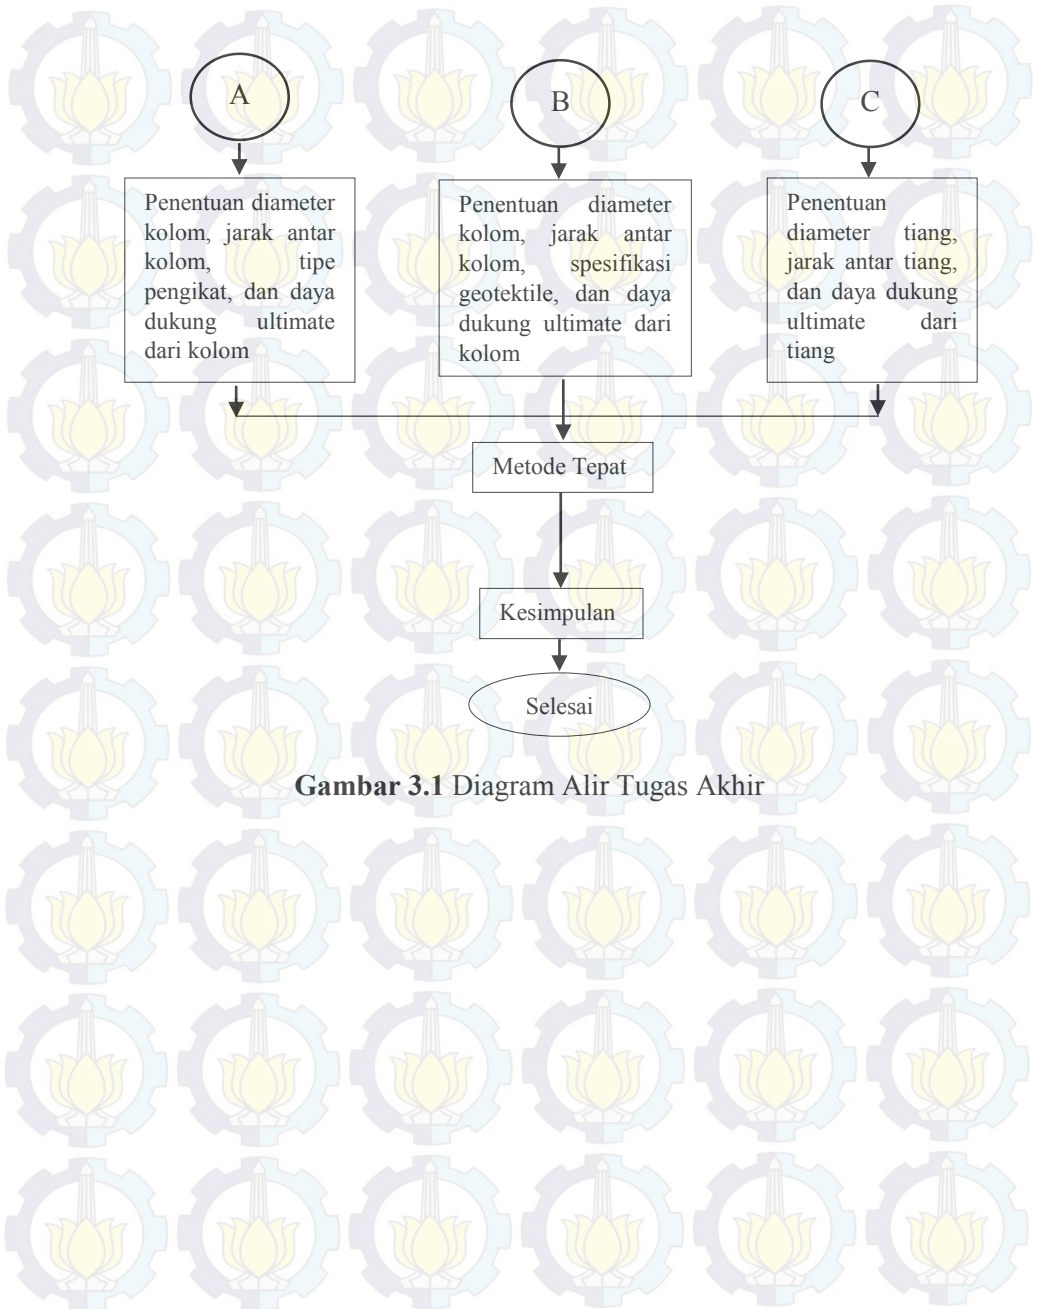 A
B
C
Penentuan diameter
kolom, jarak antar
kolom, tipe
pengikat, dan daya
dukung ultimate
dari kolom
Penentuan diameter
kolom, jarak antar
kolom, spesifikasi
geotektile, dan daya
dukung ultimate dari
kolom
Penentuan
diameter tiang,
jarak antar tiang,
dan daya dukung
ultimate dari
tiang
Metode Tepat
Kesimpulan
Selesai
Gambar 3.1 Diagram Alir Tugas Akhir